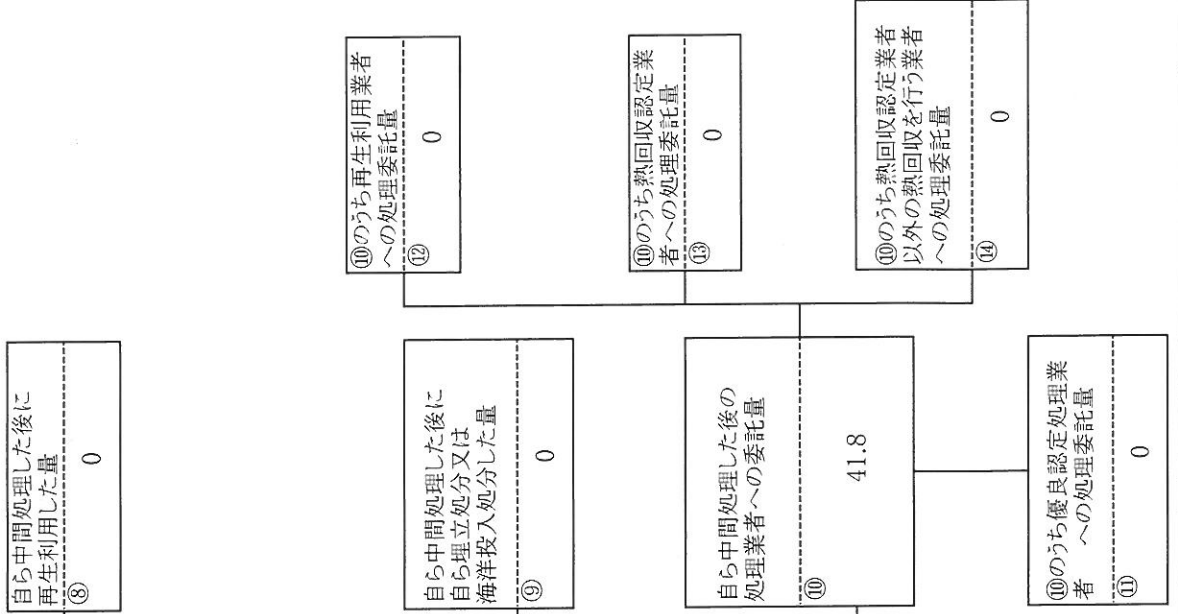 自ら中間処理した後に
再生利用した量
⑧
0
自ら中間処理した後に
自ら埋立処分又は
海洋投入処分した量
⑨
0
自ら中間処理した後の
処理業者への委託量
⑩
41.8
⑩のうち優良認定処理業
者 への処理委託量
⑪
0
⑩のうち再生利用業者
への処理委託量
⑫
0
⑩のうち熱回収認定業
者への処理委託量
⑬
0
⑩のうち熱回収認定業者
以外の熱回収を行う業者
への処理委託量
⑭
0